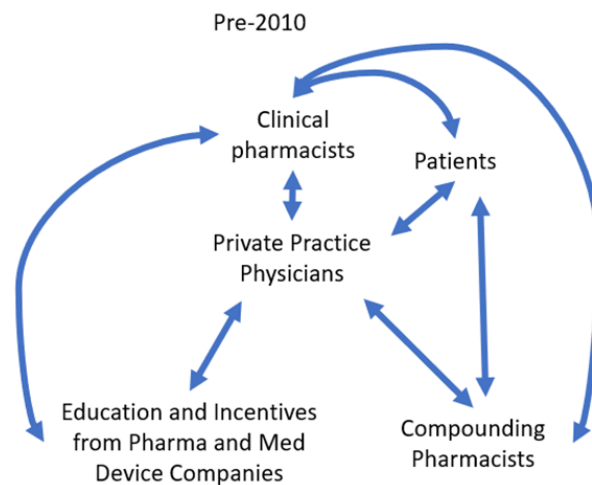 Pre-2010
Clinical
pharmacists
Patients
Private Practice
Physicians
Education and Incentives
from Pharma and Med
Device Companies
Compounding
Pharmacists